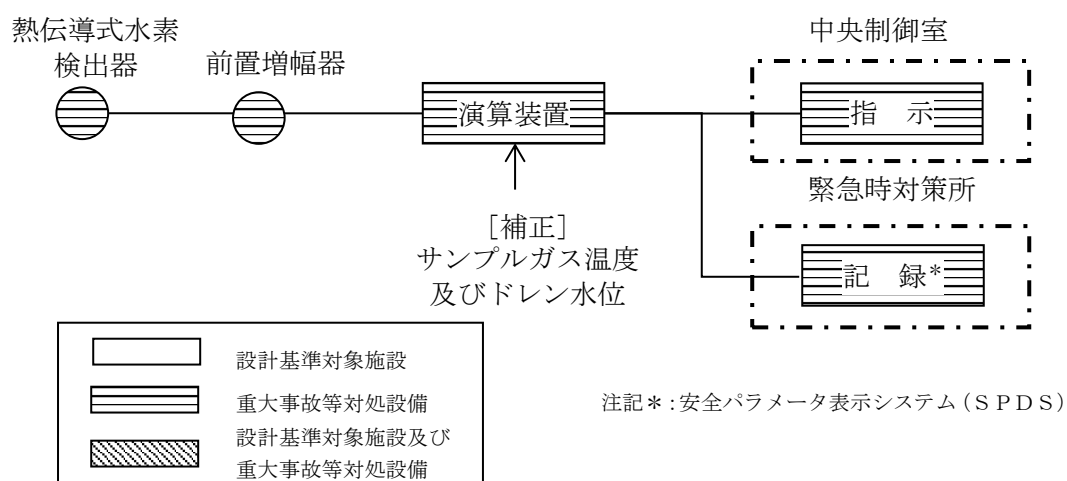 熱伝導式水素
検出器
前置増幅器
演算装置
中央制御室
指　示
緊急時対策所
記　録*
［補正］
サンプルガス温度
及びドレン水位
設計基準対象施設
重大事故等対処設備
設計基準対象施設及び
重大事故等対処設備
注記＊：安全パラメータ表示システム（ＳＰＤＳ）